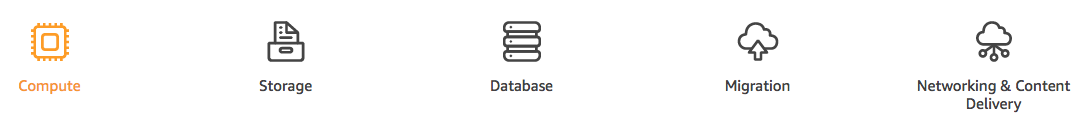 Compute
Storage
Database
Migration
Networking & Content
Delivery